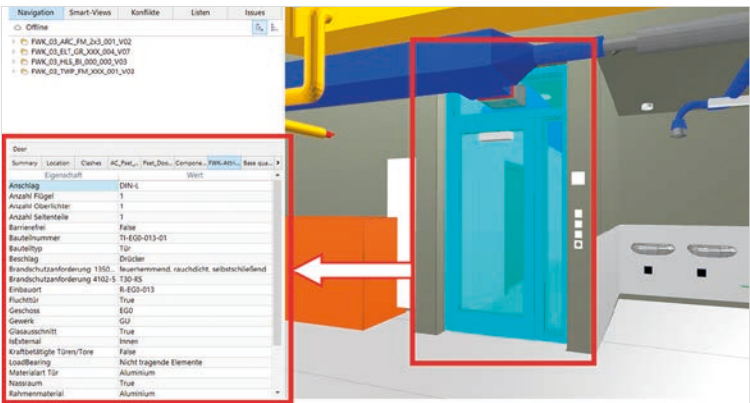 Navigation Smart-Views Konflikte Listen Issues
Offline
FWK_03_ARC_FM_2x3_001_V02
FWK_03_ELT_GR_XXX_004_V07
FWK_03_HLS_BI_000_000_V03
FWK_03_TWP_FM_XXX_001_V03
Door
Summary Location Clashes AC_Pset_... Pset_Doo... Compone... FWK-Attri... Base qua...
Eigenschaft Wert
Anschlag DIN-L
Anzahl Flügel 1
Anzahl Oberlichter 1
Anzahl Seitenteile 1
Barrierefrei False
Bauteilnummer TI-EG0-013-01
Bauteiltyp Tür
Beschlag Drücker
Brandschutzanforderung 1350... feuerhemmend, rauchdicht, selbstschließend
Brandschutzanforderung 4102-5 T30-RS
Einbauort R-EG0-013
Fluchttür True
Geschoss EG0
Gewerk GU
Glasausschnitt True
IsExternal Innen
Kraftbetätigte Türen/Tore False
LoadBearing Nicht tragende Elemente
Materialart Tür Aluminium
Nassraum True
Rahmenmaterial Aluminium